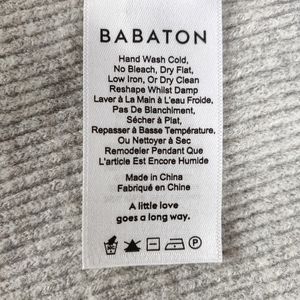 BABATON
Hand Wash Cold,
No Bleach, Dry Flat,
Low Iron, Or Dry Clean
Reshape Whilst Damp
Laver à La Main à L'eau Froide,
Pas De Blanchiment,
Sécher à Plat,
Repasser à Basse Température,
Ou Nettoyer à Sec
Remodeler Pendant Que
L'article Est Encore Humide
Made in China
Fabriqué en Chine
A little love
goes a long way.
P